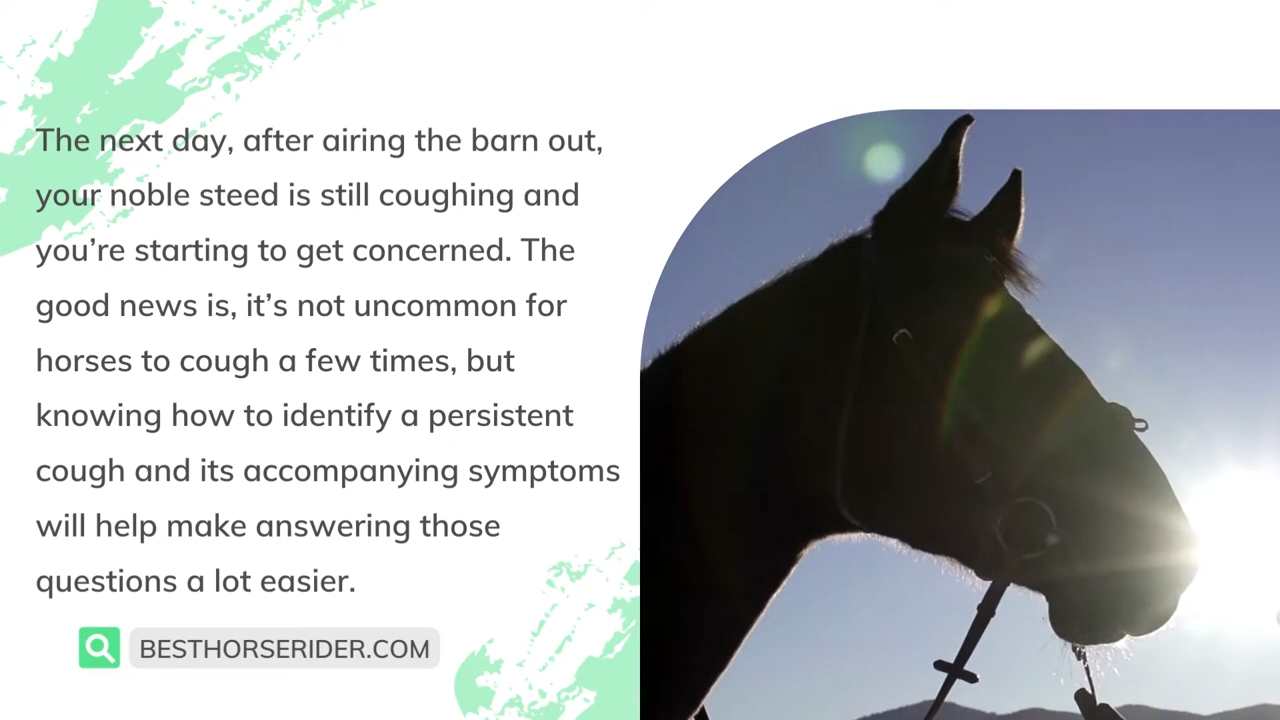 The next day, after airing the barn out,
your noble steed is still coughing and
you’re starting to get concerned. The
good news is, it’s not uncommon for
horses to cough a few times, but
knowing how to identify a persistent
cough and its accompanying symptoms
will help make answering those
questions a lot easier.
BESTHORSERIDER.COM